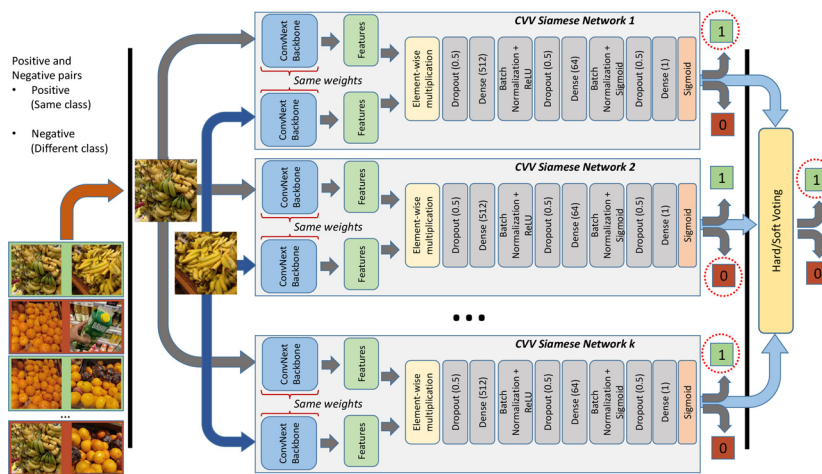 Positive and
Negative pairs
• Positive
(Same class)
• Negative
(Different class)
...
CVV Siamese Network 1
ConvNext
Backbone
Features
Same weights
ConvNext
Backbone
Features
Element-wise
multiplication
Dropout (0.5)
Dense (512)
Batch
Normalization +
ReLU
Dropout (0.5)
Dense (64)
Batch
Normalization +
Sigmoid
Dropout (0.5)
Dense (1)
Sigmoid
1
0
CVV Siamese Network 2
ConvNext
Backbone
Features
Same weights
ConvNext
Backbone
Features
Element-wise
multiplication
Dropout (0.5)
Dense (512)
Batch
Normalization +
ReLU
Dropout (0.5)
Dense (64)
Batch
Normalization +
Sigmoid
Dropout (0.5)
Dense (1)
Sigmoid
1
0
...
CVV Siamese Network k
ConvNext
Backbone
Features
Same weights
ConvNext
Backbone
Features
Element-wise
multiplication
Dropout (0.5)
Dense (512)
Batch
Normalization +
ReLU
Dropout (0.5)
Dense (64)
Batch
Normalization +
Sigmoid
Dropout (0.5)
Dense (1)
Sigmoid
1
0
Hard/Soft Voting
1
0